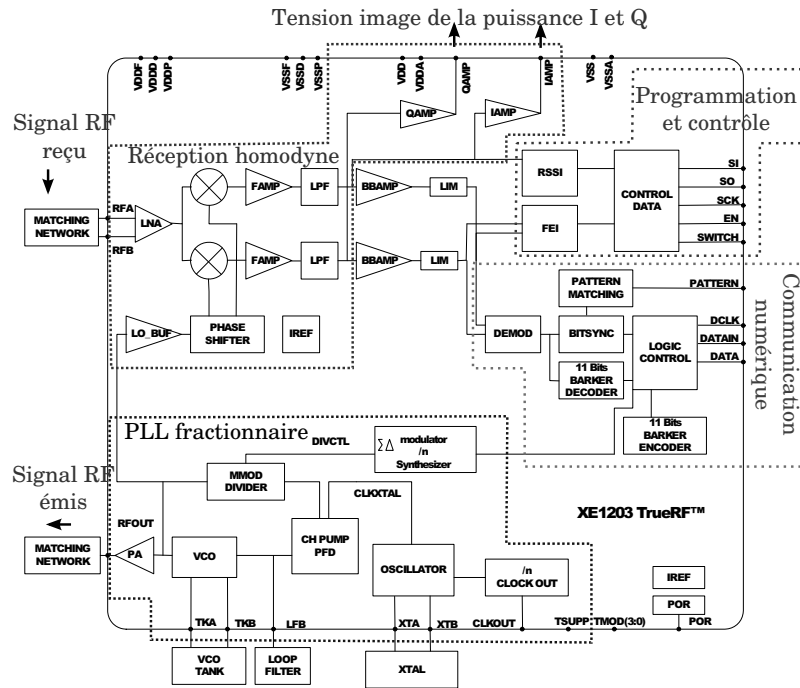 Tension image de la puissance I et Q
VDDF
VDDD
VDDP
VSSF
VSSD
VSSP
VDD
VDDA
QAMP
IAMP
VSS
VSSA
Programmation
et contrôle
Signal RF
reçu
Réception homodyne
QAMP
IAMP
RFA
RFB
MATCHING
NETWORK
LNA
FAMP
LPF
BBAMP
LIM
RSSI
CONTROL
DATA
SI
SO
SCK
EN
SWITCH
FEI
FAMP
LPF
BBAMP
LIM
Communication
numérique
PATTERN
MATCHING
PATTERN
LO_BUF
PHASE
SHIFTER
IREF
DEMOD
BITSYNC
LOGIC
CONTROL
DCLK
DATAIN
DATA
11 Bits
BARKER
DECODER
11 Bits
BARKER
ENCODER
PLL fractionnaire
DIVCTL
ΣΔ modulator
/n
Synthesizer
MMOD
DIVIDER
CLKXTAL
Signal RF
émis
RFOUT
MATCHING
NETWORK
PA
VCO
CH PUMP
PFD
OSCILLATOR
/n
CLOCK OUT
XE1203 TrueRF™
IREF
POR
TKA
TKB
LFB
XTA
XTB
CLKOUT
TSUPP
TMOD(3:0)
POR
VCO
TANK
LOOP
FILTER
XTAL